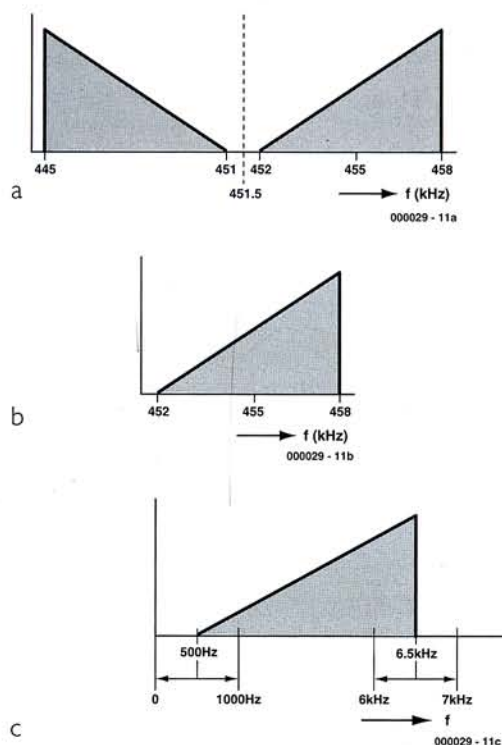 445 451 452 455 458
451.5 f (kHz)
a
000029 - 11a
452 455 458
b
f (kHz)
000029 - 11b
500Hz 6.5kHz
0 1000Hz 6kHz 7kHz
f
c
000029 - 11c